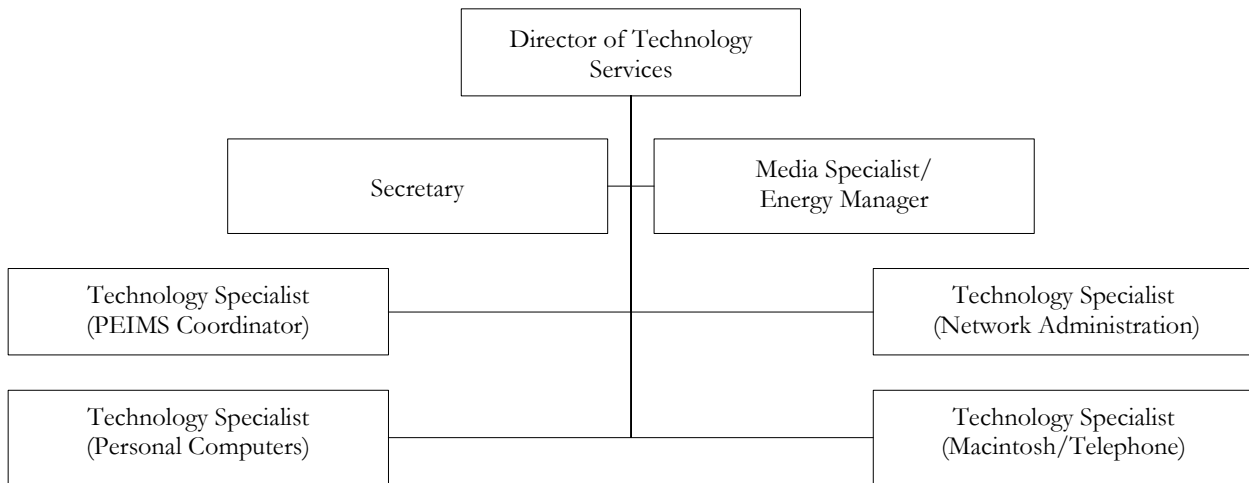 Director of Technology
Services
Secretary
Media Specialist/
Energy Manager
Technology Specialist
(PEIMS Coordinator)
Technology Specialist
(Network Administration)
Technology Specialist
(Personal Computers)
Technology Specialist
(Macintosh/Telephone)